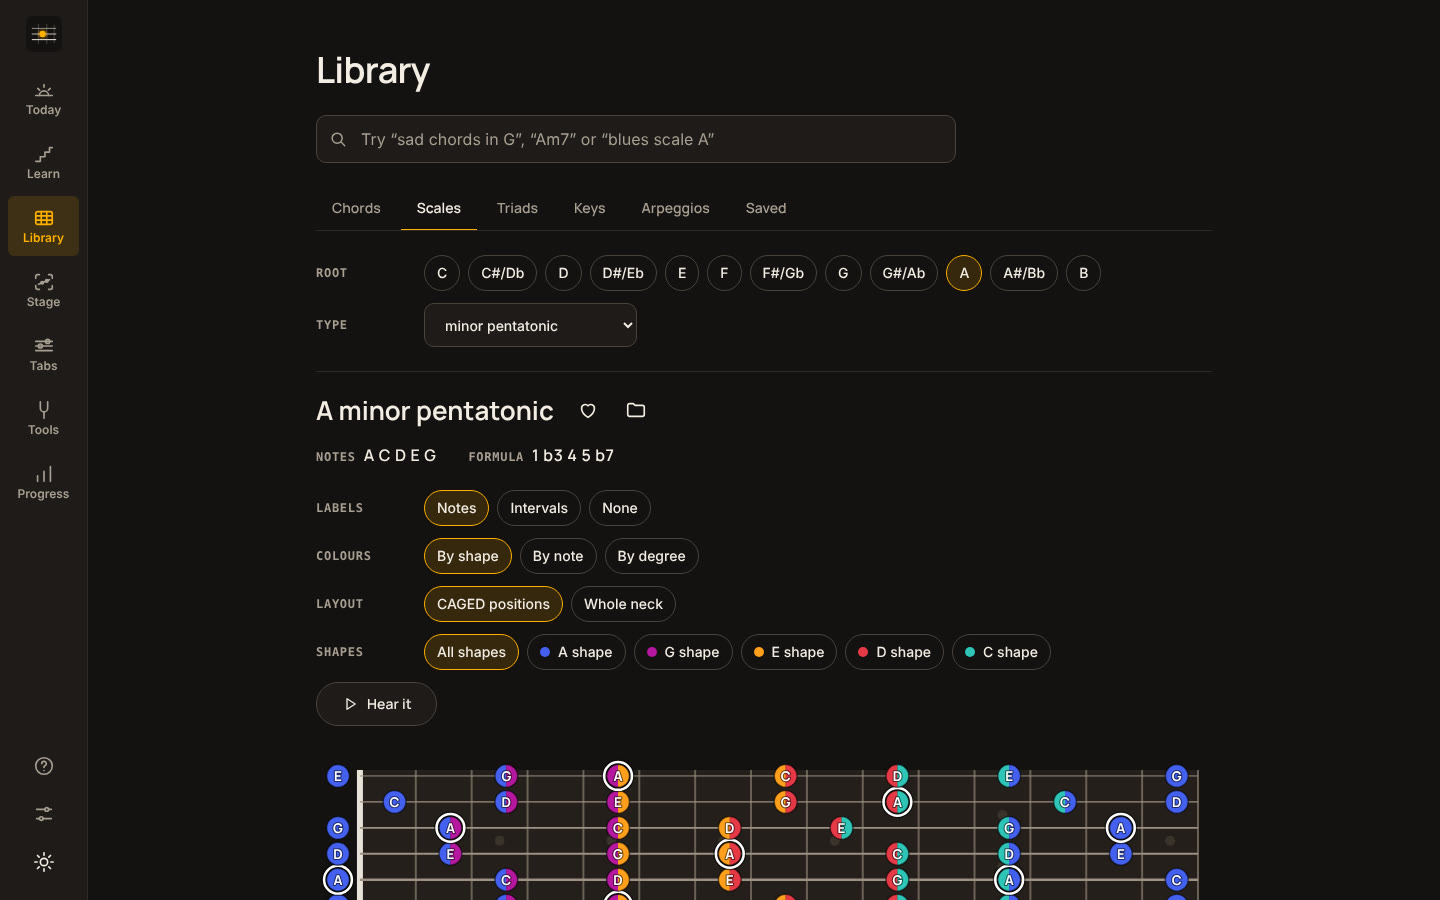 Library
Try “sad chords in G”, “Am7” or “blues scale A”
Chords Scales Triads Keys Arpeggios Saved
ROOT C C#/Db D D#/Eb E F F#/Gb G G#/Ab A A#/Bb B
TYPE minor pentatonic
A minor pentatonic
NOTES A C D E G FORMULA 1 b3 4 5 b7
LABELS Notes Intervals None
COLOURS By shape By note By degree
LAYOUT CAGED positions Whole neck
SHAPES All shapes A shape G shape E shape D shape C shape
Hear it
E G A C D E G
C D E G A C D
G A C D E G A
D E G A C D E
A C D E G A C
Today
Learn
Library
Stage
Tabs
Tools
Progress